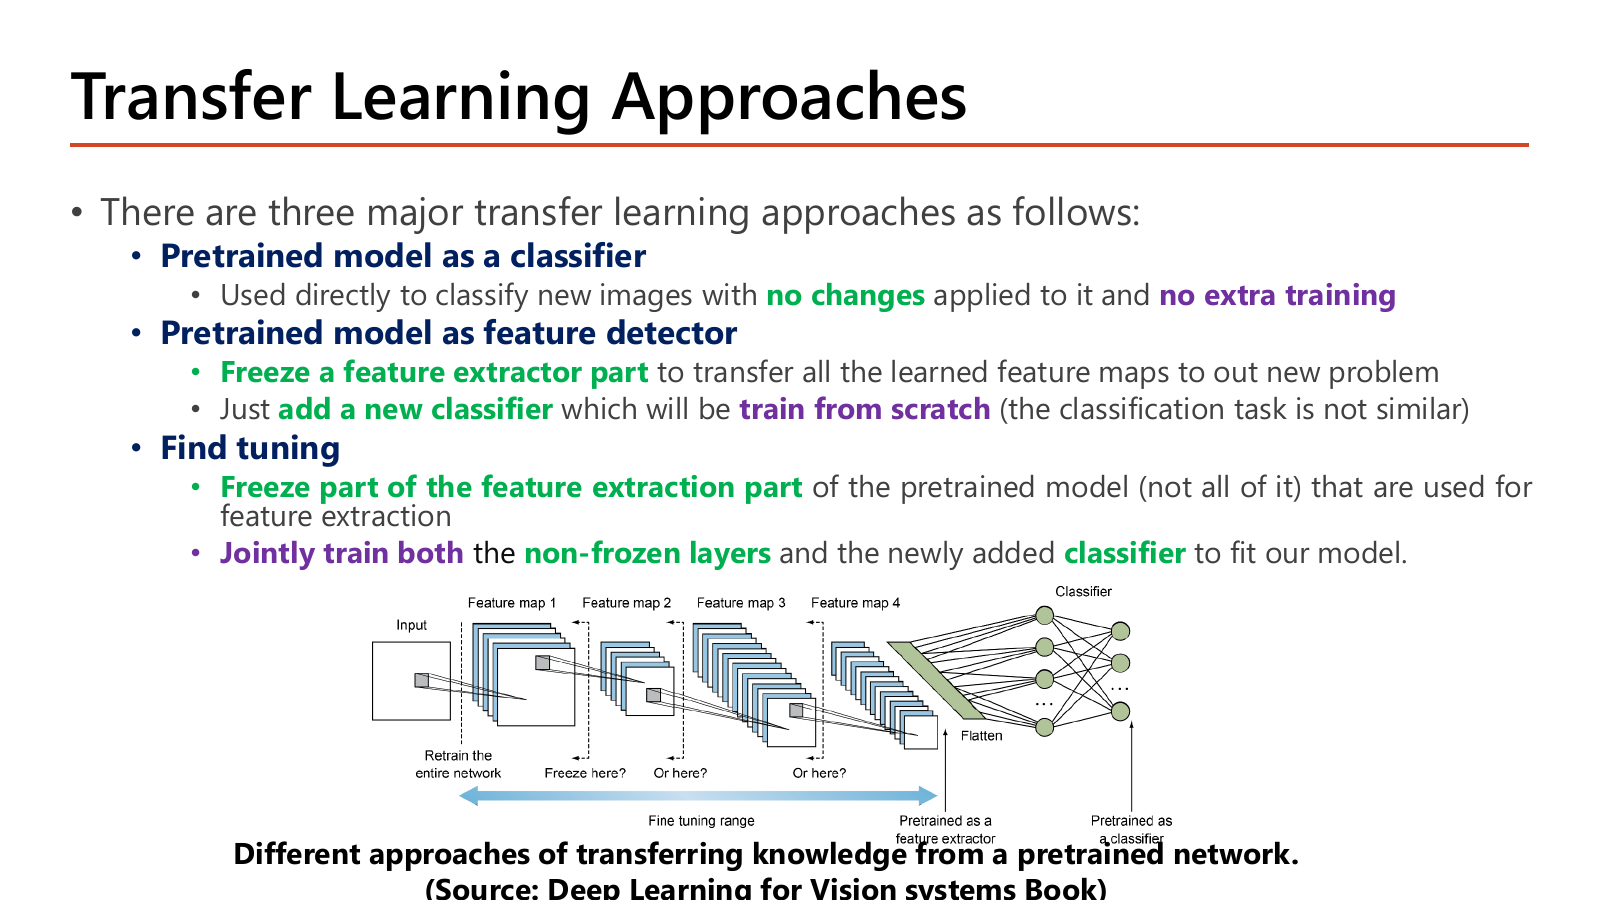 Transfer Learning Approaches
• There are three major transfer learning approaches as follows:
• Pretrained model as a classifier
• Used directly to classify new images with no changes applied to it and no extra training
• Pretrained model as feature detector
• Freeze a feature extractor part to transfer all the learned feature maps to out new problem
• Just add a new classifier which will be train from scratch (the classification task is not similar)
• Find tuning
• Freeze part of the feature extraction part of the pretrained model (not all of it) that are used for
feature extraction
• Jointly train both the non-frozen layers and the newly added classifier to fit our model.
Classifier
Feature map 1 Feature map 2 Feature map 3 Feature map 4
Input
...
...
Flatten
Retrain the
entire network
Freeze here? Or here? Or here?
Fine tuning range
Pretrained as a
feature extractor
Pretrained as
a classifier
Different approaches of transferring knowledge from a pretrained network.
(Source: Deep Learning for Vision systems Book)